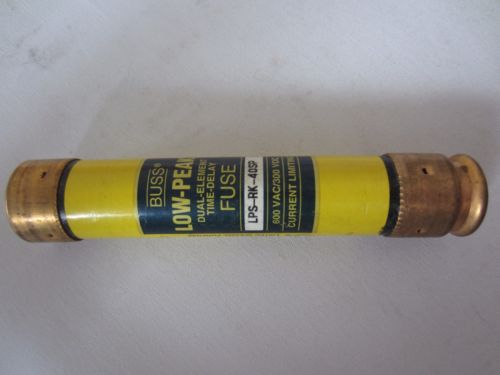 BUSS®
LOW-PEAK
DUAL-ELEMENT
TIME-DELAY
FUSE
LPS-RK-40SP
600 VAC/300 VDC
CURRENT LIMITING